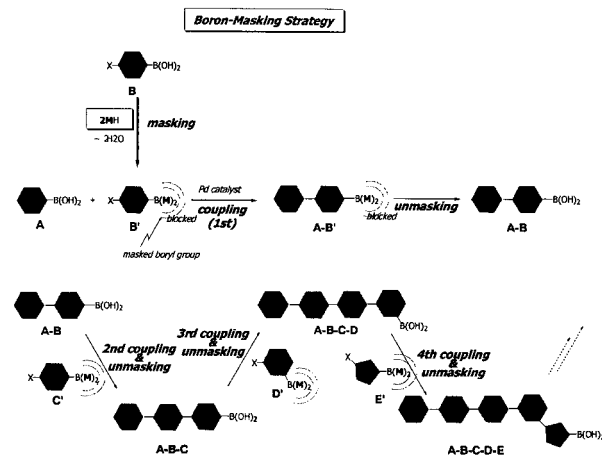 Boron-Masking Strategy
X
B(OH)2
B
2MH
- 2H2O
masking
B(OH)2
+
X
B(M)2
blocked
Pd catalyst
coupling
(1st)
B(M)2
blocked
unmasking
B(OH)2
A
B'
A-B'
A-B
masked boryl group
B(OH)2
A-B
2nd coupling
&
unmasking
X
B(M)2
C'
B(OH)2
A-B-C
3rd coupling
&
unmasking
X
B(M)2
D'
B(OH)2
A-B-C-D
4th coupling
&
unmasking
X
B(M)2
E'
B(OH)2
A-B-C-D-E